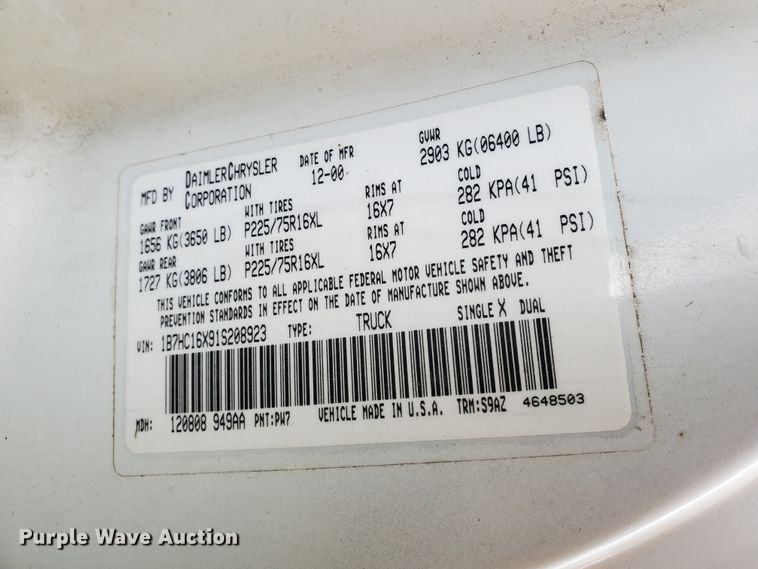 MFD BY DAIMLERCHRYSLER CORPORATION DATE OF MFR 12-00 GVWR 2903 KG(06400 LB)
GAWR FRONT WITH TIRES RIMS AT COLD
1656 KG(3650 LB) P225/75R16XL 16X7 282 KPA(41 PSI)
GAWR REAR WITH TIRES RIMS AT COLD
1727 KG(3806 LB) P225/75R16XL 16X7 282 KPA(41 PSI)
THIS VEHICLE CONFORMS TO ALL APPLICABLE FEDERAL MOTOR VEHICLE SAFETY AND THEFT
PREVENTION STANDARDS IN EFFECT ON THE DATE OF MANUFACTURE SHOWN ABOVE.
VIN: 1B7HC16X91S208923 TYPE: TRUCK SINGLE X DUAL
MDH: 120808 949AA PNT:PW7 VEHICLE MADE IN U.S.A. TRM:S9AZ 4648503
Purple Wave Auction